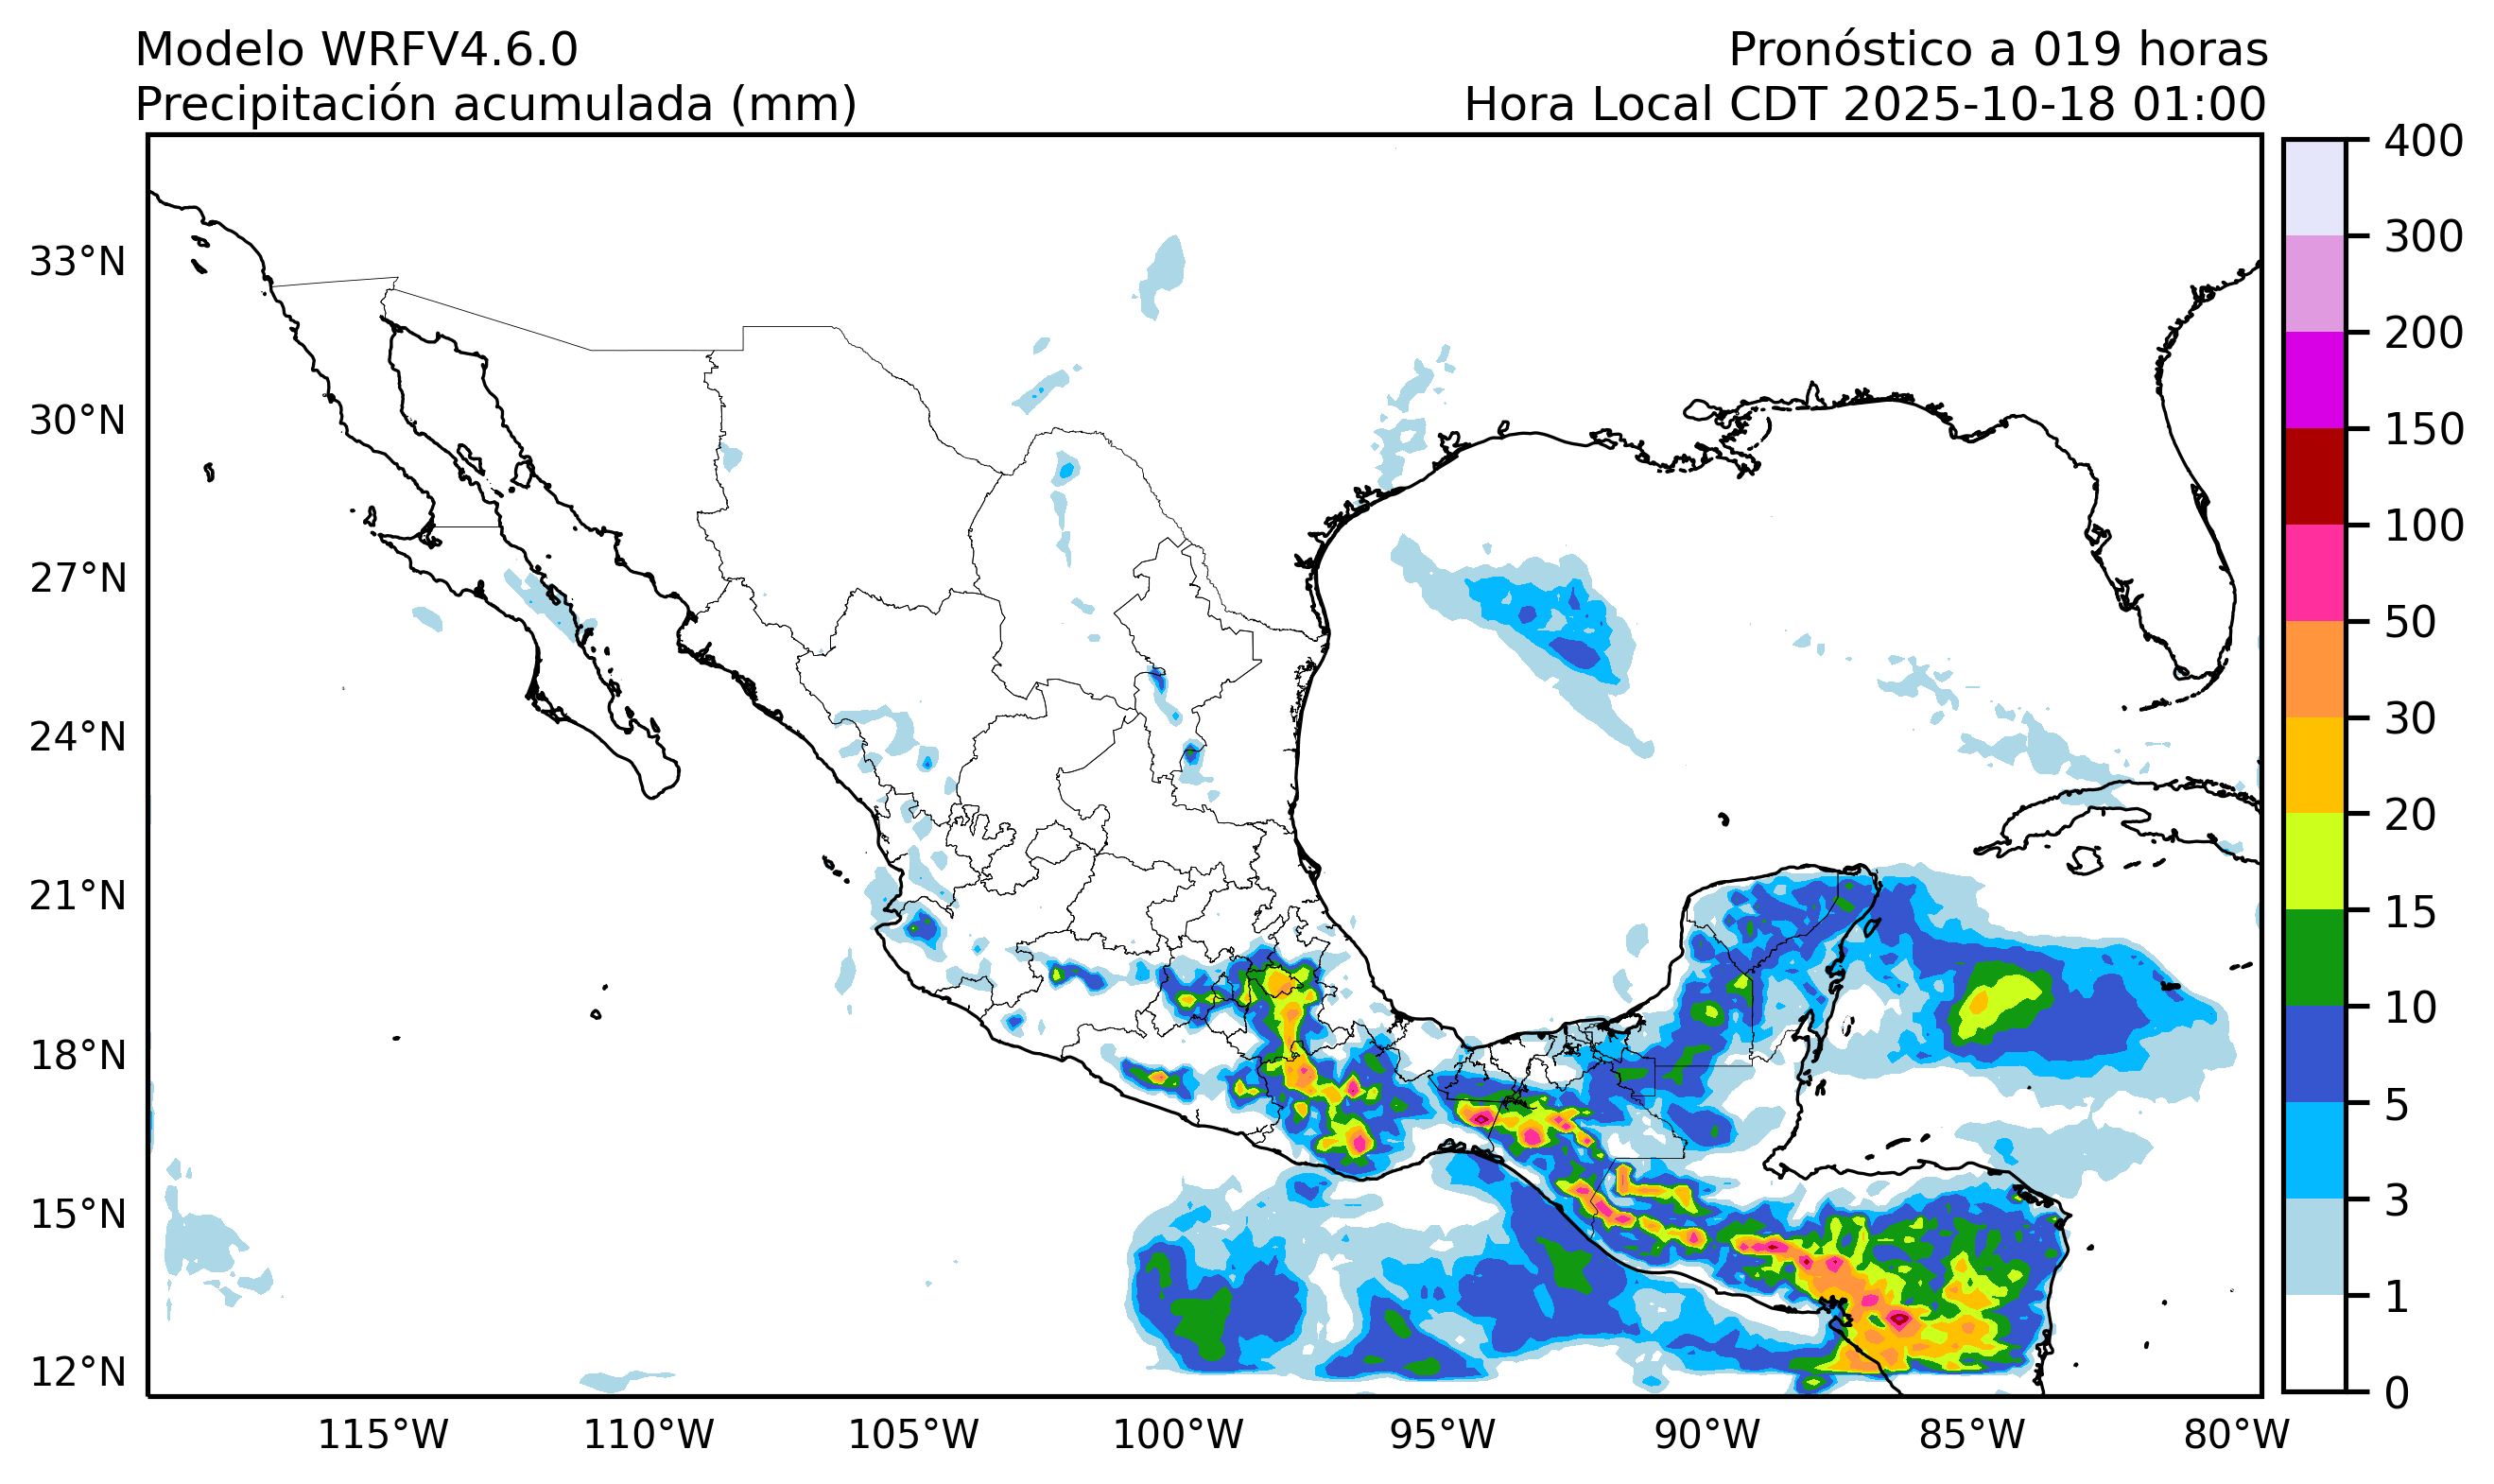 Modelo WRFV4.6.0
Precipitación acumulada (mm)
Pronóstico a 019 horas
Hora Local CDT 2025-10-18 01:00
33°N
30°N
27°N
24°N
21°N
18°N
15°N
12°N
115°W
110°W
105°W
100°W
95°W
90°W
85°W
80°W
400
300
200
150
100
50
30
20
15
10
5
3
1
0